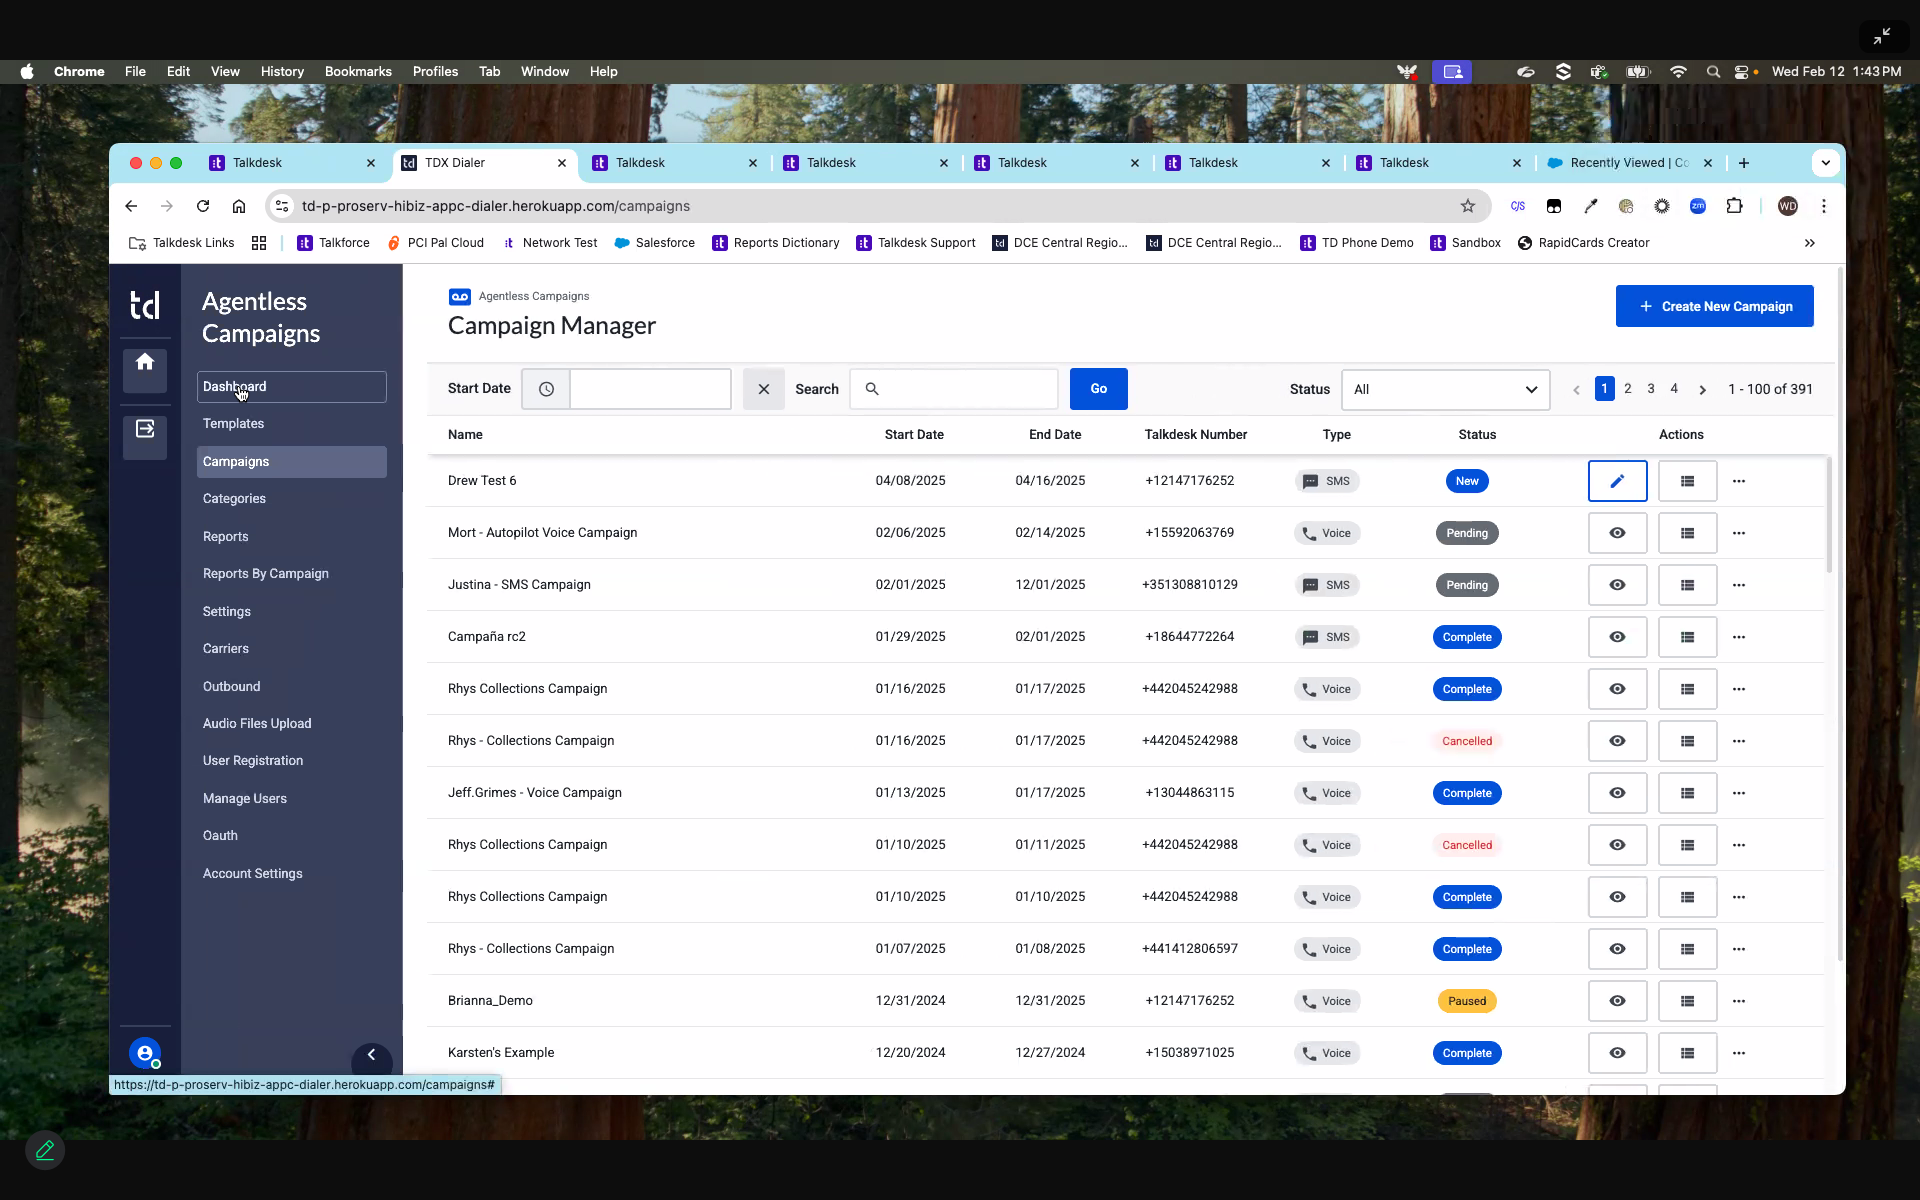 Chrome File Edit View History Bookmarks Profiles Tab Window Help Wed Feb 12 1:43 PM
Talkdesk TDX Dialer Talkdesk Talkdesk Talkdesk Talkdesk Talkdesk Recently Viewed | Co
td-p-proserv-hibiz-appc-dialer.herokuapp.com/campaigns
Talkdesk Links Talkforce PCI Pal Cloud Network Test Salesforce Reports Dictionary Talkdesk Support DCE Central Regio... DCE Central Regio... TD Phone Demo Sandbox RapidCards Creator
td
Agentless
Campaigns
Dashboard
Templates
Campaigns
Categories
Reports
Reports By Campaign
Settings
Carriers
Outbound
Audio Files Upload
User Registration
Manage Users
Oauth
Account Settings
https://td-p-proserv-hibiz-appc-dialer.herokuapp.com/campaigns#
Agentless Campaigns
Campaign Manager
+ Create New Campaign
Start Date Search Go Status All 1 2 3 4 1 - 100 of 391
Name Start Date End Date Talkdesk Number Type Status Actions
Drew Test 6 04/08/2025 04/16/2025 +12147176252 SMS New
Mort - Autopilot Voice Campaign 02/06/2025 02/14/2025 +15592063769 Voice Pending
Justina - SMS Campaign 02/01/2025 12/01/2025 +351308810129 SMS Pending
Campaña rc2 01/29/2025 02/01/2025 +18644772264 SMS Complete
Rhys Collections Campaign 01/16/2025 01/17/2025 +442045242988 Voice Complete
Rhys - Collections Campaign 01/16/2025 01/17/2025 +442045242988 Voice Cancelled
Jeff.Grimes - Voice Campaign 01/13/2025 01/17/2025 +13044863115 Voice Complete
Rhys Collections Campaign 01/10/2025 01/11/2025 +442045242988 Voice Cancelled
Rhys Collections Campaign 01/10/2025 01/10/2025 +442045242988 Voice Complete
Rhys - Collections Campaign 01/07/2025 01/08/2025 +441412806597 Voice Complete
Brianna_Demo 12/31/2024 12/31/2025 +12147176252 Voice Paused
Karsten's Example 12/20/2024 12/27/2024 +15038971025 Voice Complete